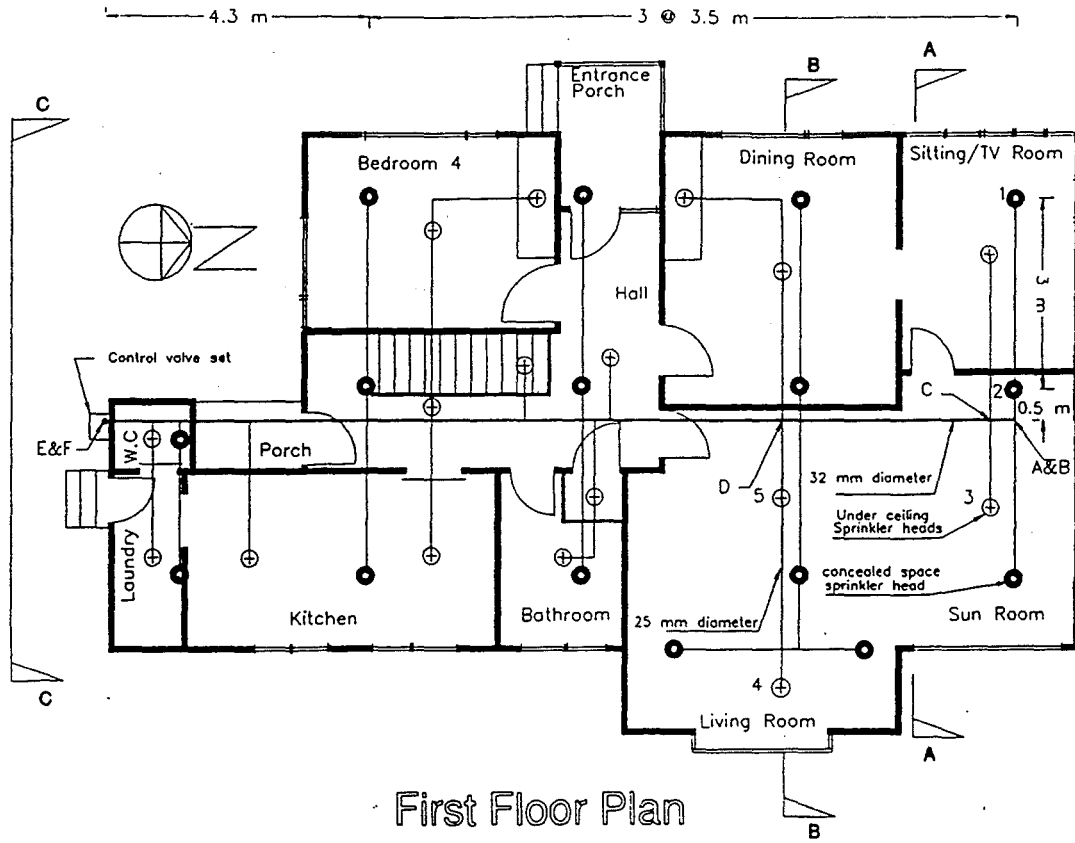 4.3 m
3 @ 3.5 m
A
B
C
Entrance
Porch
Bedroom 4
Dining Room
Sitting/TV Room
1
3 m
Hall
Control valve set
C
2
0.5 m
E&F
W.C
Porch
A&B
D
32 mm diameter
5
3
Under ceiling
Sprinkler heads
Laundry
concealed space
sprinkler head
Kitchen
Bathroom
25 mm diameter
Sun Room
4
C
Living Room
A
First Floor Plan
B